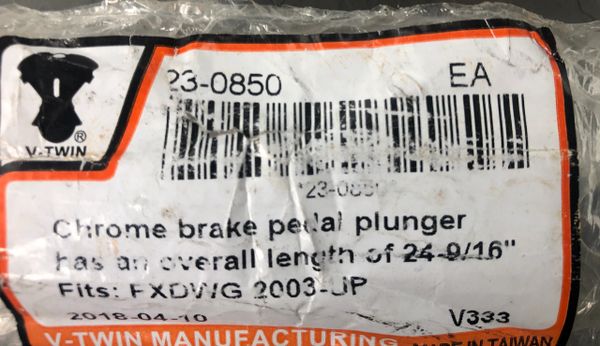 23-0850 EA
V-TWIN ®
*23-0850
Chrome brake pedal plunger
has an overall length of 24-9/16"
Fits: FXDWG 2003-UP
2018-04-10 V333
V-TWIN MANUFACTURING MADE IN TAIWAN